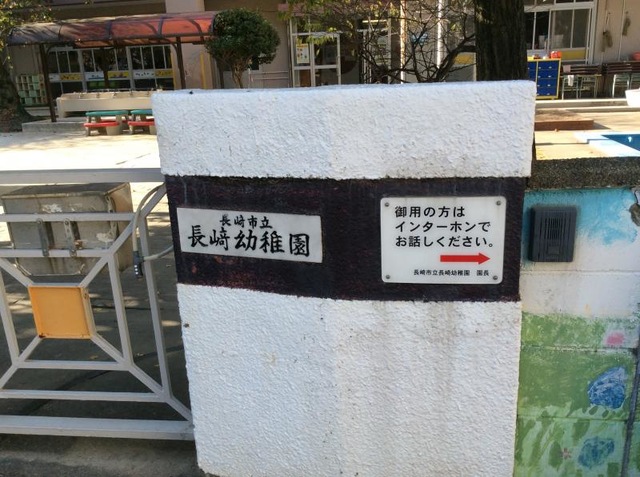 長崎市立
長崎幼稚園
御用の方は
インターホンで
お話しください。
長崎市立長崎幼稚園 園長